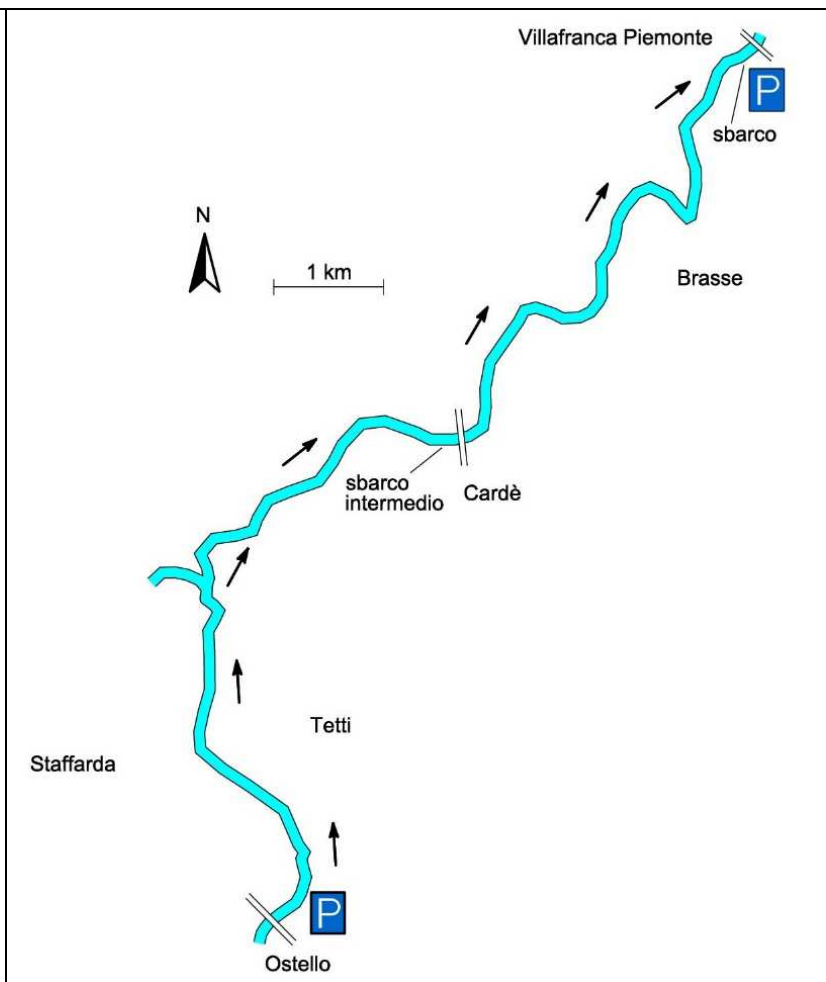 Villafranca Piemonte
P
sbarco
N
1 km
Brasse
sbarco
intermedio
Cardè
Tetti
Staffarda
P
Ostello